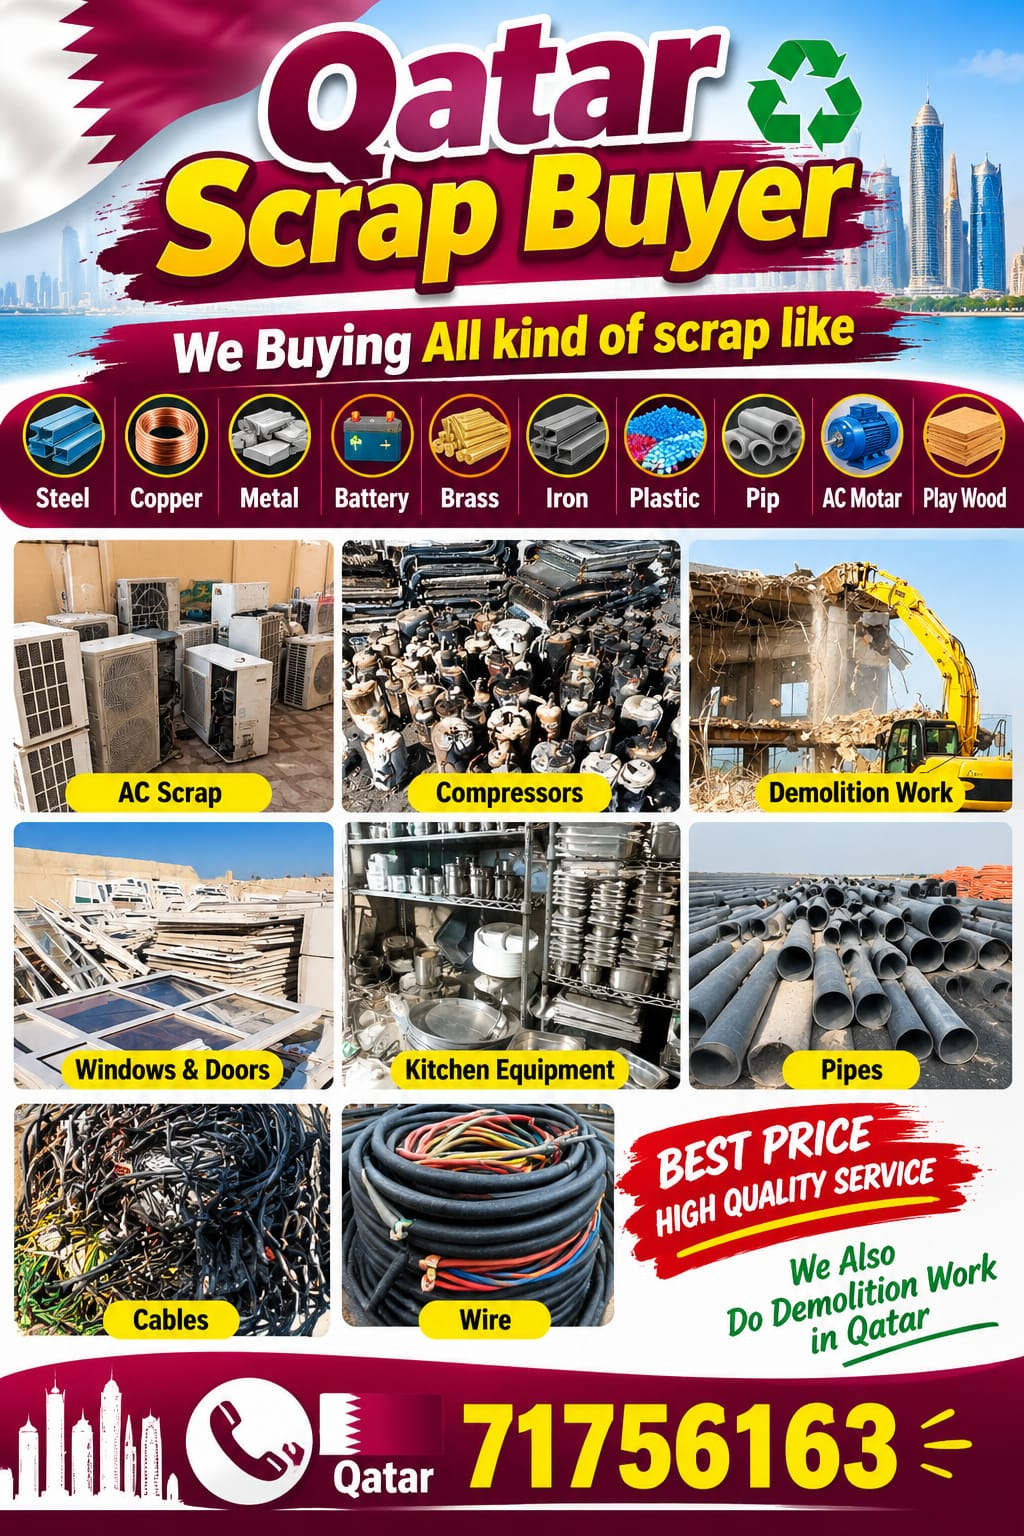 Qatar
Scrap Buyer
We Buying All kind of scrap like
Steel
Copper
Metal
Battery
Brass
Iron
Plastic
Pip
AC Motar
Play Wood
AC Scrap
Compressors
Demolition Work
Windows & Doors
Kitchen Equipment
Pipes
Cables
Wire
BEST PRICE
HIGH QUALITY SERVICE
We Also
Do Demolition Work
in Qatar
Qatar
71756163